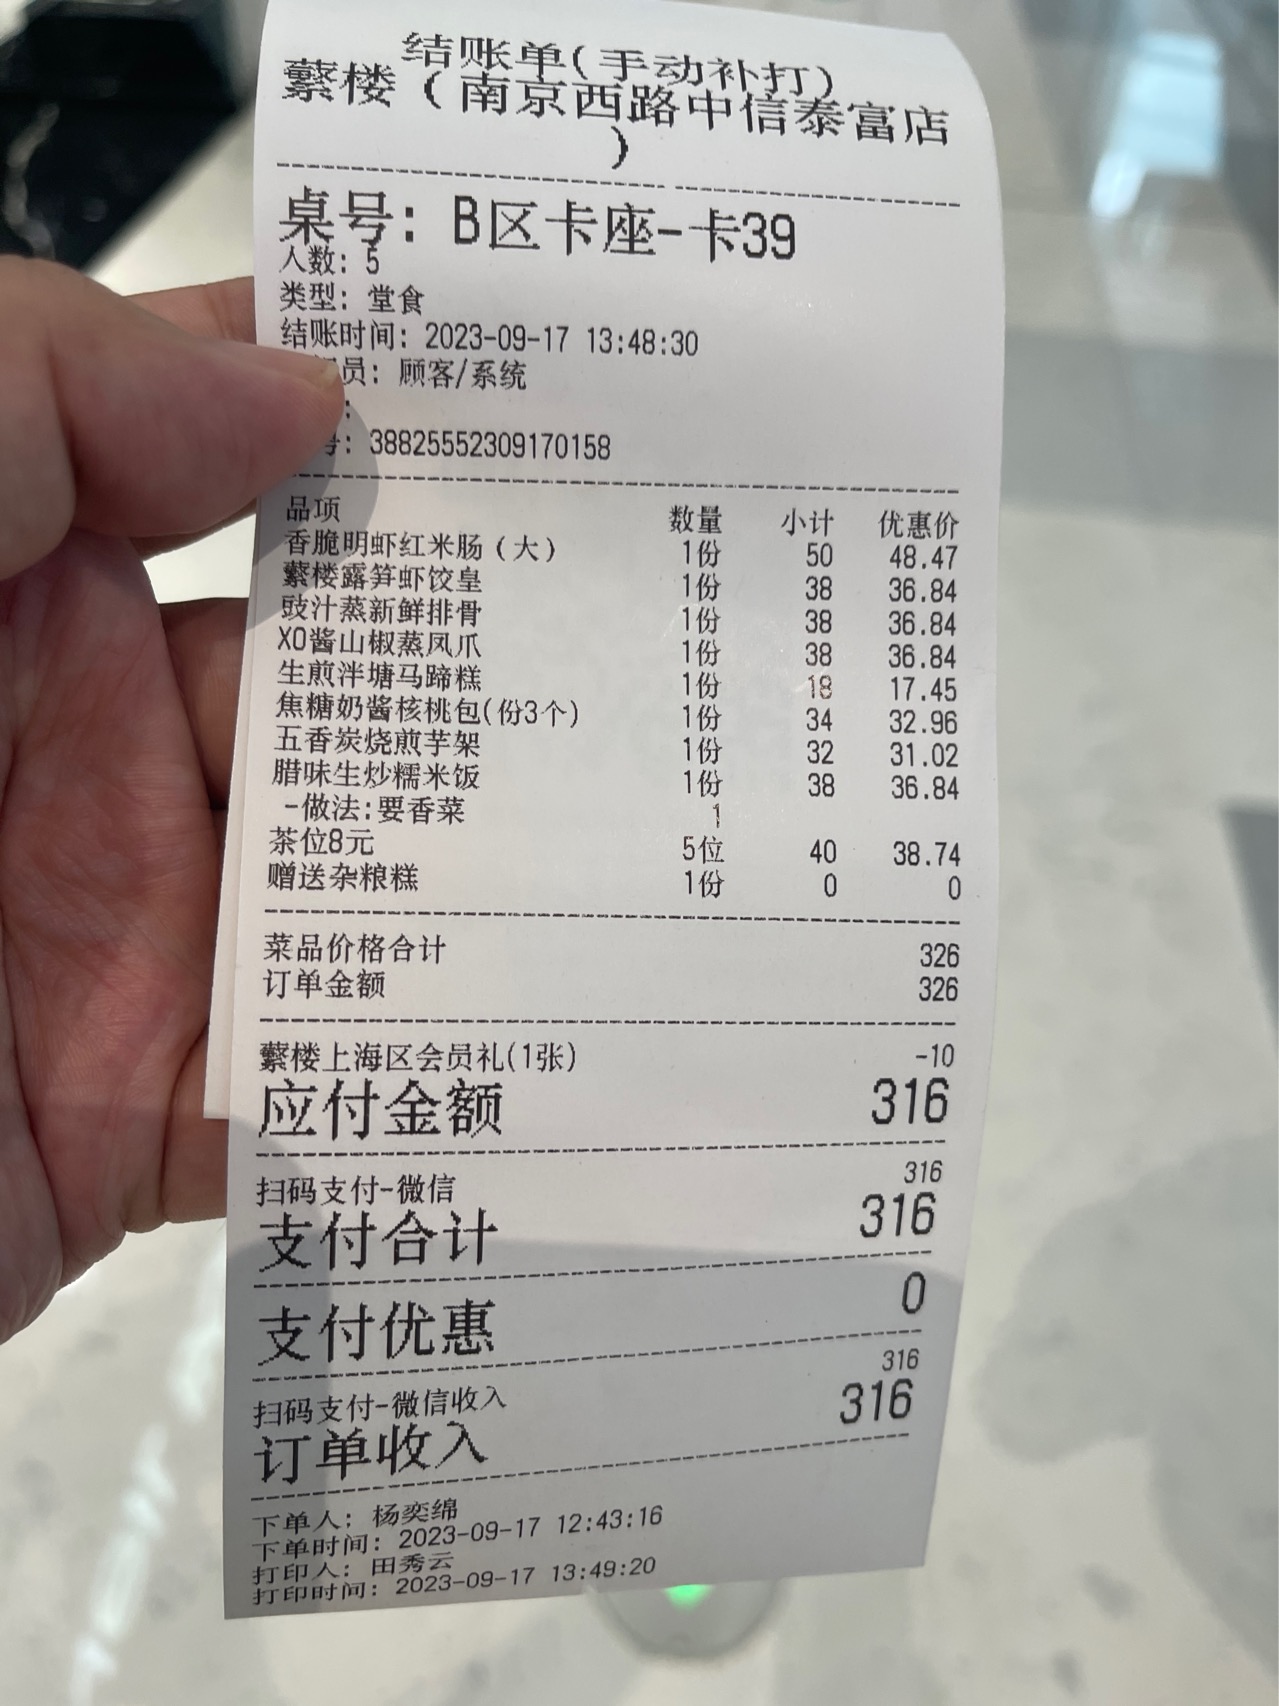 结账单(手动补打)
蘩楼（南京西路中信泰富店
）
桌号: B区卡座-卡39
人数: 5
类型: 堂食
结账时间: 2023-09-17 13:48:30
员: 顾客/系统
:
号: 388255552309170158
品项 数量 小计 优惠价
香脆明虾红米肠（大） 1份 50 48.47
蘩楼露笋虾饺皇 1份 38 36.84
豉汁蒸新鲜排骨 1份 38 36.84
XO酱山椒蒸凤爪 1份 38 36.84
生煎泮塘马蹄糕 1份 18 17.45
焦糖奶酱核桃包(份3个) 1份 34 32.96
五香炭烧煎芋架 1份 32 31.02
腊味生炒糯米饭 1份 38 36.84
-做法:要香菜 1
茶位8元 5位 40 38.74
赠送杂粮糕 1份 0 0
菜品价格合计 326
订单金额 326
蘩楼上海区会员礼(1张) -10
应付金额 316
扫码支付-微信 316
支付合计 316
支付优惠 0
扫码支付-微信收入 316
订单收入 316
下单人: 杨奕绵
下单时间: 2023-09-17 12:43:16
打印人: 田秀云
打印时间: 2023-09-17 13:49:20